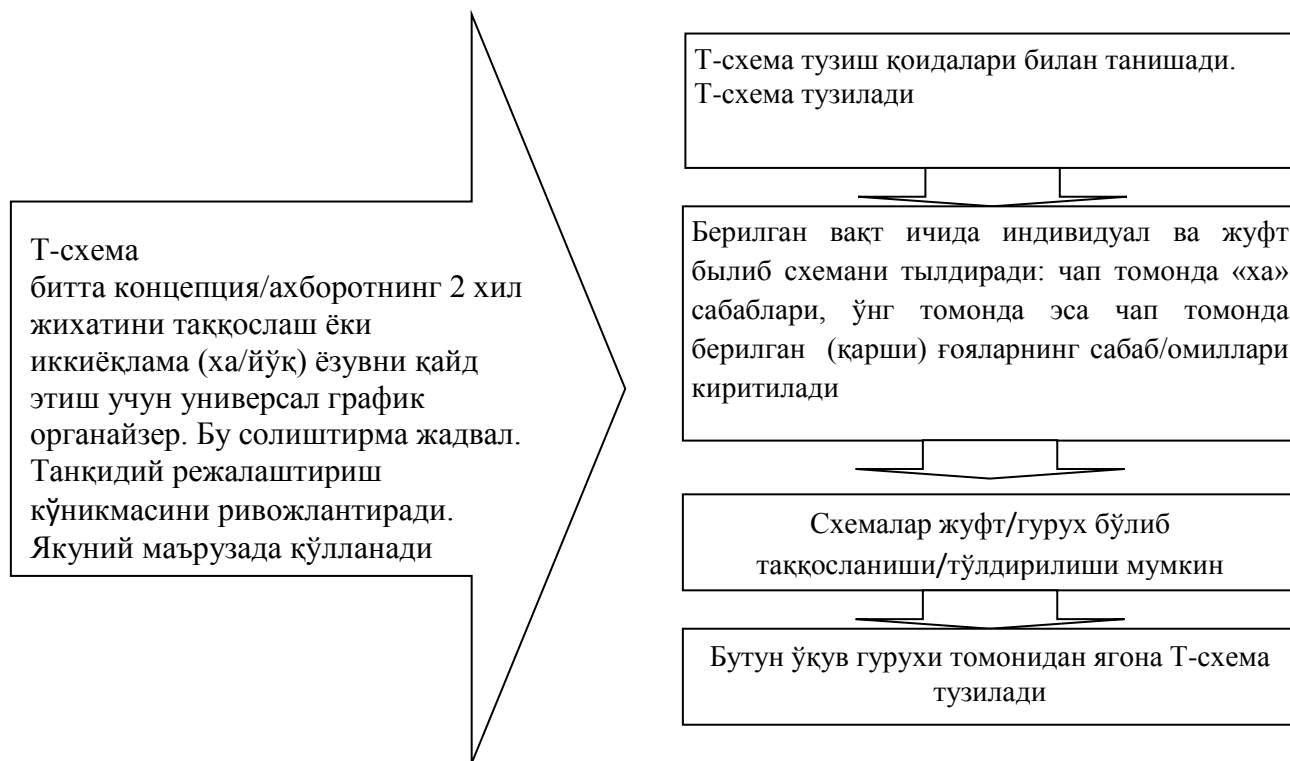 Т-схема
битта концепция/ахборотнинг 2 хил
жихатини таққослаш ёки
иккиёқлама (ха/йўқ) ёзувни қайд
этиш учун универсал график
органайзер. Бу солиштирма жадвал.
Танқидий режалаштириш
кўникмасини ривожлантиради.
Якуний маърузада қўлланади
Т-схема тузиш қоидалари билан танишади.
Т-схема тузилади
Берилган вақт ичида индивидуал ва жуфт
былиб схемани тылдиради: чап томонда «ха»
сабаблари, ўнг томонда эса чап томонда
берилган (қарши) ғояларнинг сабаб/омиллари
киритилади
Схемалар жуфт/гурух бўлиб
таққосланиши/тўлдирилиши мумкин
Бутун ўқув гурухи томонидан ягона Т-схема
тузилади